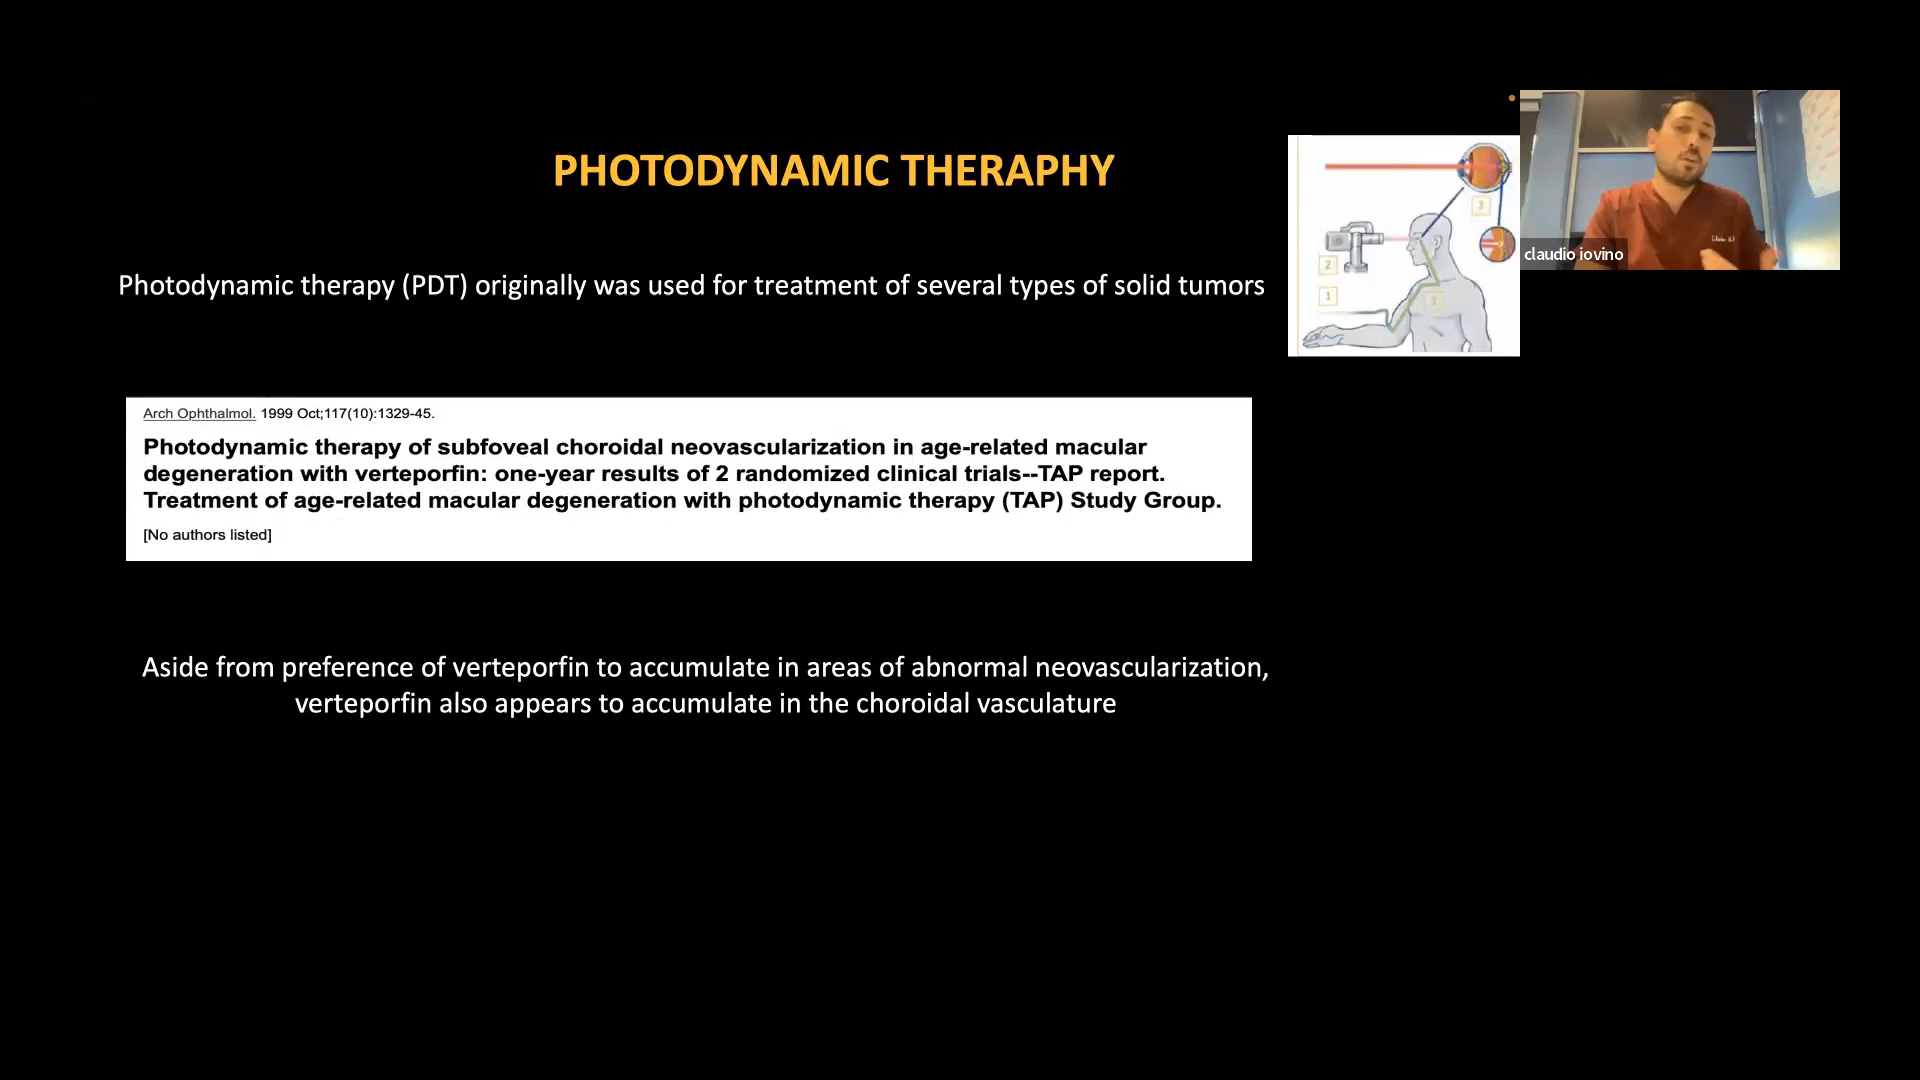 PHOTODYNAMIC THERAPHY
Photodynamic therapy (PDT) originally was used for treatment of several types of solid tumors
3
2
1
3
claudio iovino
Arch Ophthalmol. 1999 Oct;117(10):1329-45.
Photodynamic therapy of subfoveal choroidal neovascularization in age-related macular
degeneration with verteporfin: one-year results of 2 randomized clinical trials--TAP report.
Treatment of age-related macular degeneration with photodynamic therapy (TAP) Study Group.
[No authors listed]
Aside from preference of verteporfin to accumulate in areas of abnormal neovascularization,
verteporfin also appears to accumulate in the choroidal vasculature